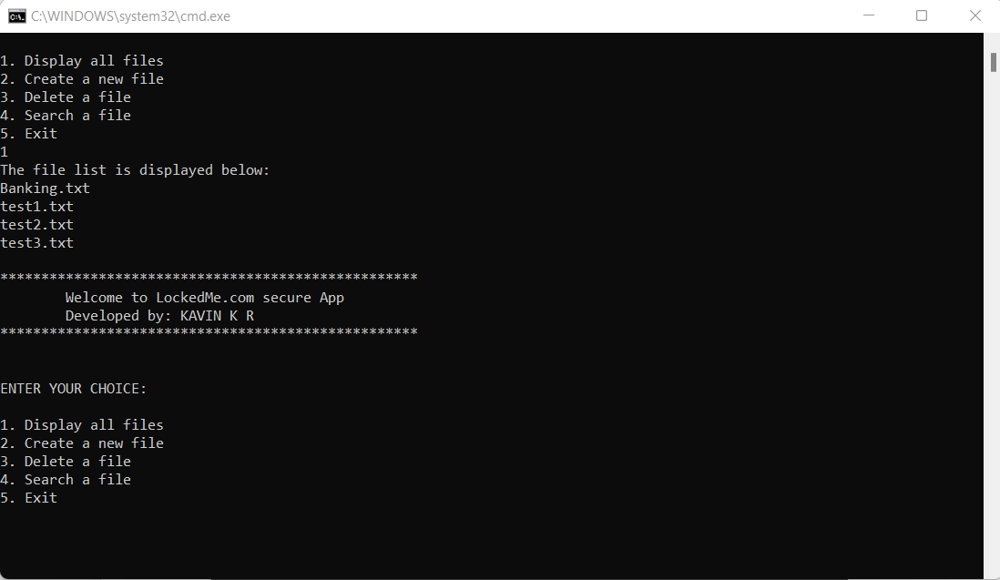 C:\WINDOWS\system32\cmd.exe
1. Display all files
2. Create a new file
3. Delete a file
4. Search a file
5. Exit
1
The file list is displayed below:
Banking.txt
test1.txt
test2.txt
test3.txt
***************************************************
Welcome to LockedMe.com secure App
Developed by: KAVIN K R
***************************************************
ENTER YOUR CHOICE:
1. Display all files
2. Create a new file
3. Delete a file
4. Search a file
5. Exit